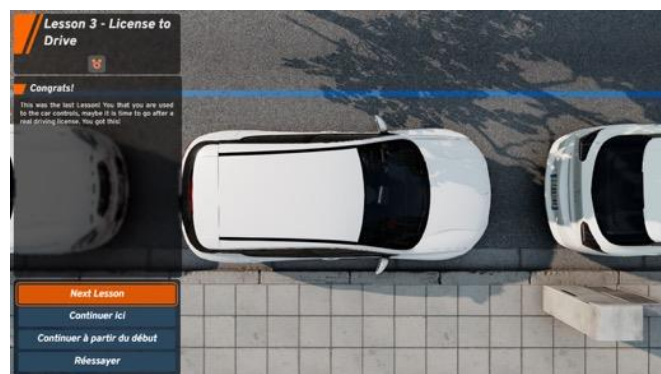 Lesson 3 - License to
Drive
Congrats!
This was the last Lesson! You that you are used
to the car controls, maybe it is time to go after a
real driving license. You got this!
Next Lesson
Continuer ici
Continuer à partir du début
Réessayer